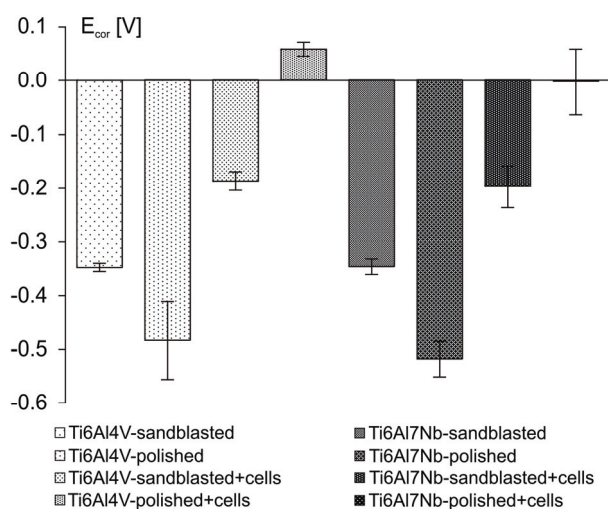 E_cor [V]
0.1
0.0
-0.1
-0.2
-0.3
-0.4
-0.5
-0.6
Ti6Al4V-sandblasted
Ti6Al4V-polished
Ti6Al4V-sandblasted+cells
Ti6Al4V-polished+cells
Ti6Al7Nb-sandblasted
Ti6Al7Nb-polished
Ti6Al7Nb-sandblasted+cells
Ti6Al7Nb-polished+cells